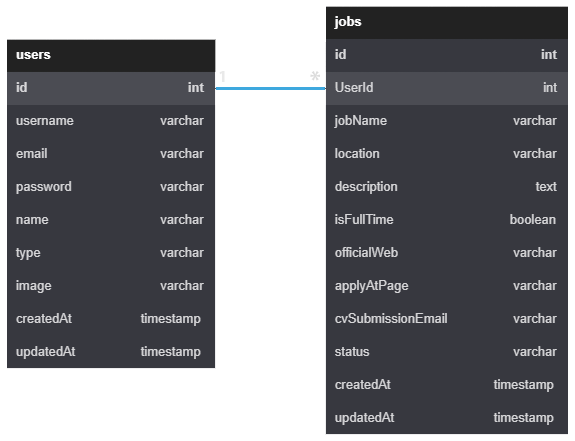 users
id int
username varchar
email varchar
password varchar
name varchar
type varchar
image varchar
createdAt timestamp
updatedAt timestamp
1 *
jobs
id int
UserId int
jobName varchar
location varchar
description text
isFullTime boolean
officialWeb varchar
applyAtPage varchar
cvSubmissionEmail varchar
status varchar
createdAt timestamp
updatedAt timestamp